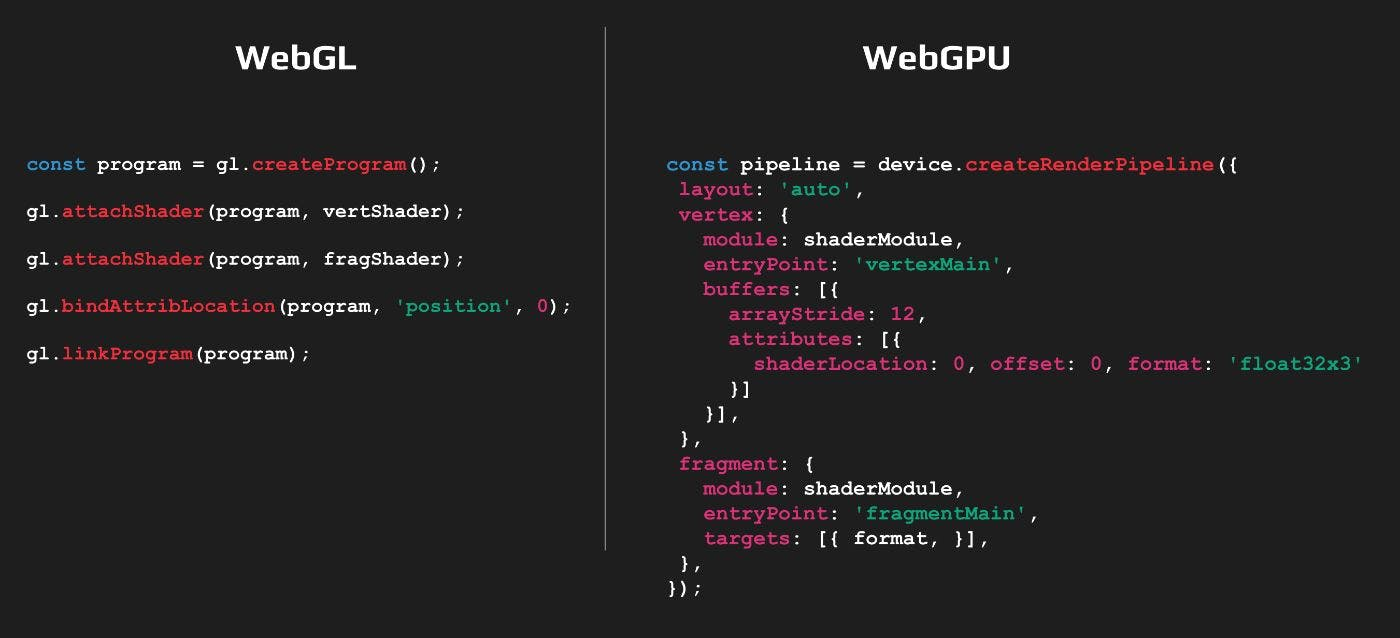 WebGL
const program = gl.createProgram();
gl.attachShader(program, vertShader);
gl.attachShader(program, fragShader);
gl.bindAttribLocation(program, 'position', 0);
gl.linkProgram(program);
WebGPU
const pipeline = device.createRenderPipeline({
layout: 'auto',
vertex: {
module: shaderModule,
entryPoint: 'vertexMain',
buffers: [{
arrayStride: 12,
attributes: [{
shaderLocation: 0, offset: 0, format: 'float32x3'
}]
}],
},
fragment: {
module: shaderModule,
entryPoint: 'fragmentMain',
targets: [{ format, }],
},
});